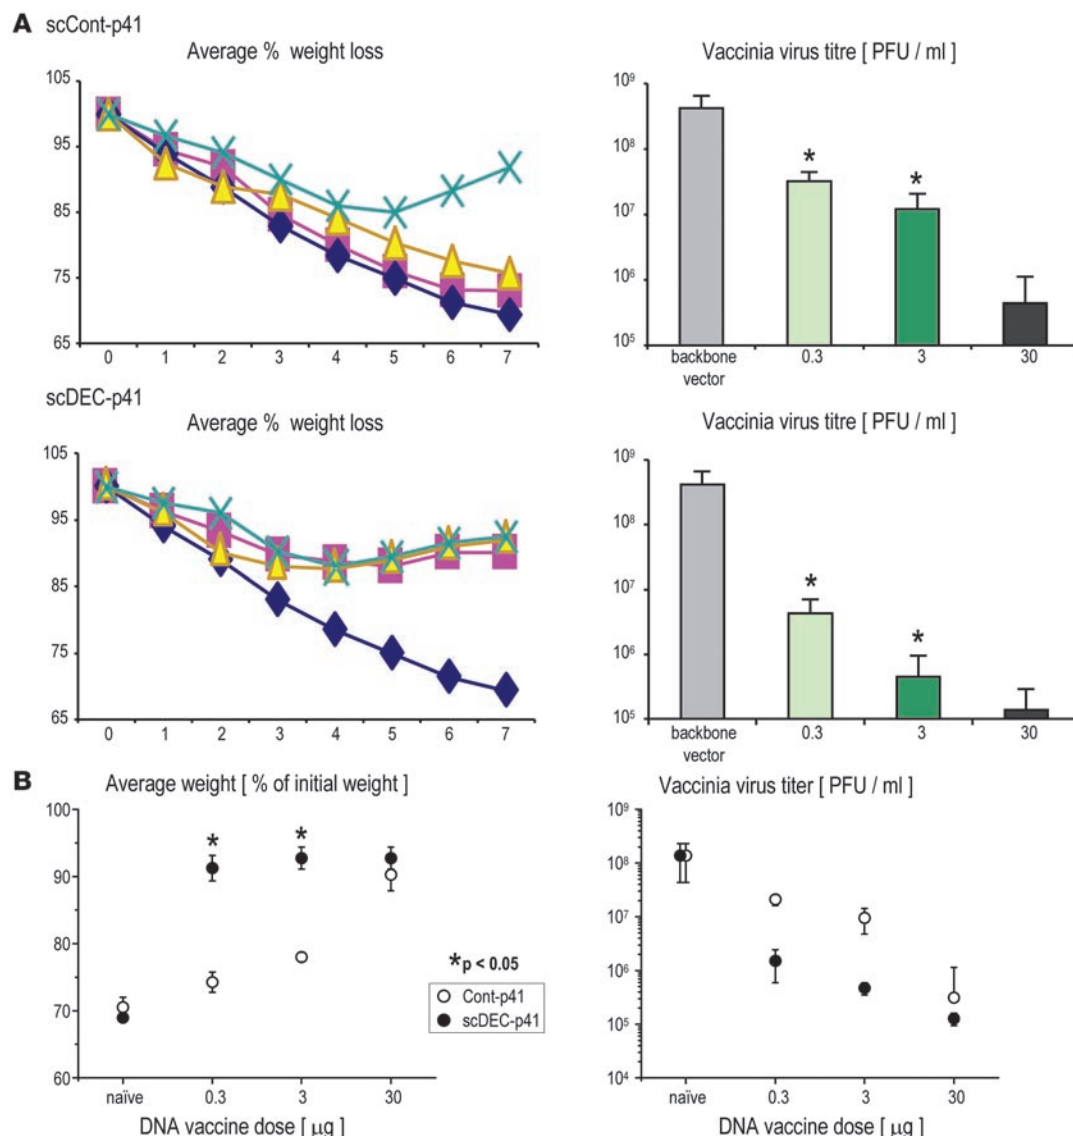 A scCont-p41
Average % weight loss
105
95
85
75
65
0 1 2 3 4 5 6 7
Vaccinia virus titre [ PFU / ml ]
10⁹
10⁸
10⁷
10⁶
10⁵
* *
backbone vector 0.3 3 30
scDEC-p41
Average % weight loss
105
95
85
75
65
0 1 2 3 4 5 6 7
Vaccinia virus titre [ PFU / ml ]
10⁹
10⁸
10⁷
10⁶
10⁵
* *
backbone vector 0.3 3 30
B Average weight [ % of initial weight ]
100
90
80
70
60
* *
*p < 0.05
Cont-p41
scDEC-p41
naïve 0.3 3 30
DNA vaccine dose [ µg ]
Vaccinia virus titer [ PFU / ml ]
10⁹
10⁸
10⁷
10⁶
10⁵
10⁴
naïve 0.3 3 30
DNA vaccine dose [ µg ]